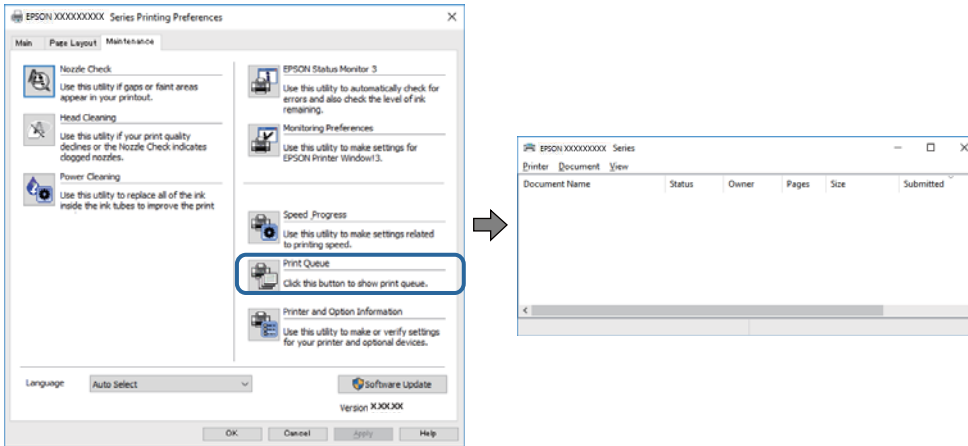 EPSON XXXXXXXXX Series Printing Preferences
Main Page Layout Maintenance
Nozzle Check
Use this utility if gaps or faint areas
appear in your printout.
Head Cleaning
Use this utility if your print quality
declines or the Nozzle Check indicates
clogged nozzles.
Power Cleaning
Use this utility to replace all of the ink
inside the ink tubes to improve the print
EPSON Status Monitor 3
Use this utility to automatically check for
errors and also check the level of ink
remaining.
Monitoring Preferences
Use this utility to make settings for
EPSON Printer Window!3.
Speed Progress
Use this utility to make settings related
to printing speed.
Print Queue
Click this button to show print queue.
Printer and Option Information
Use this utility to make or verify settings
for your printer and optional devices.
Language Auto Select
Software Update
Version X.XX.XX
OK Cancel Apply Help
EPSON XXXXXXXXX Series
Printer Document View
Document Name Status Owner Pages Size Submitted